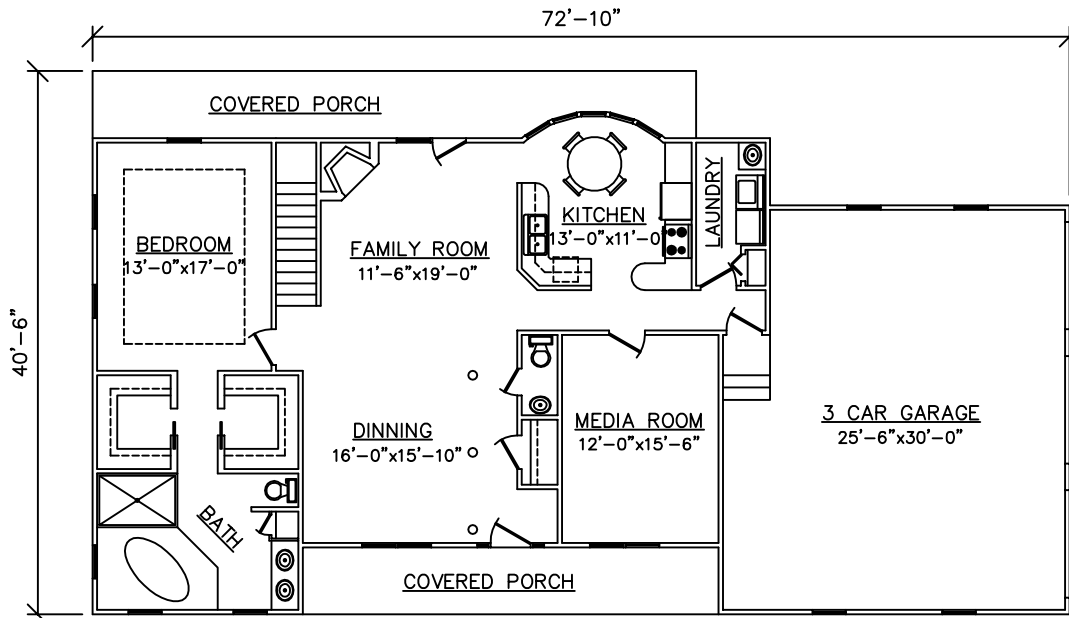 72'-10"
COVERED PORCH
40'-6"
BEDROOM
13'-0"x17'-0"
FAMILY ROOM
11'-6"x19'-0"
KITCHEN
13'-0"x11'-0"
LAUNDRY
DINNING
16'-0"x15'-10"
MEDIA ROOM
12'-0"x15'-6"
3 CAR GARAGE
25'-6"x30'-0"
BATH
COVERED PORCH